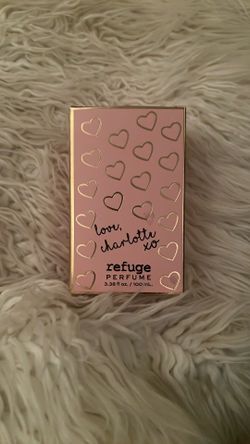 love,
charlotte
xo
refuge
PERFUME
3.38 fl. oz. / 100 mL.